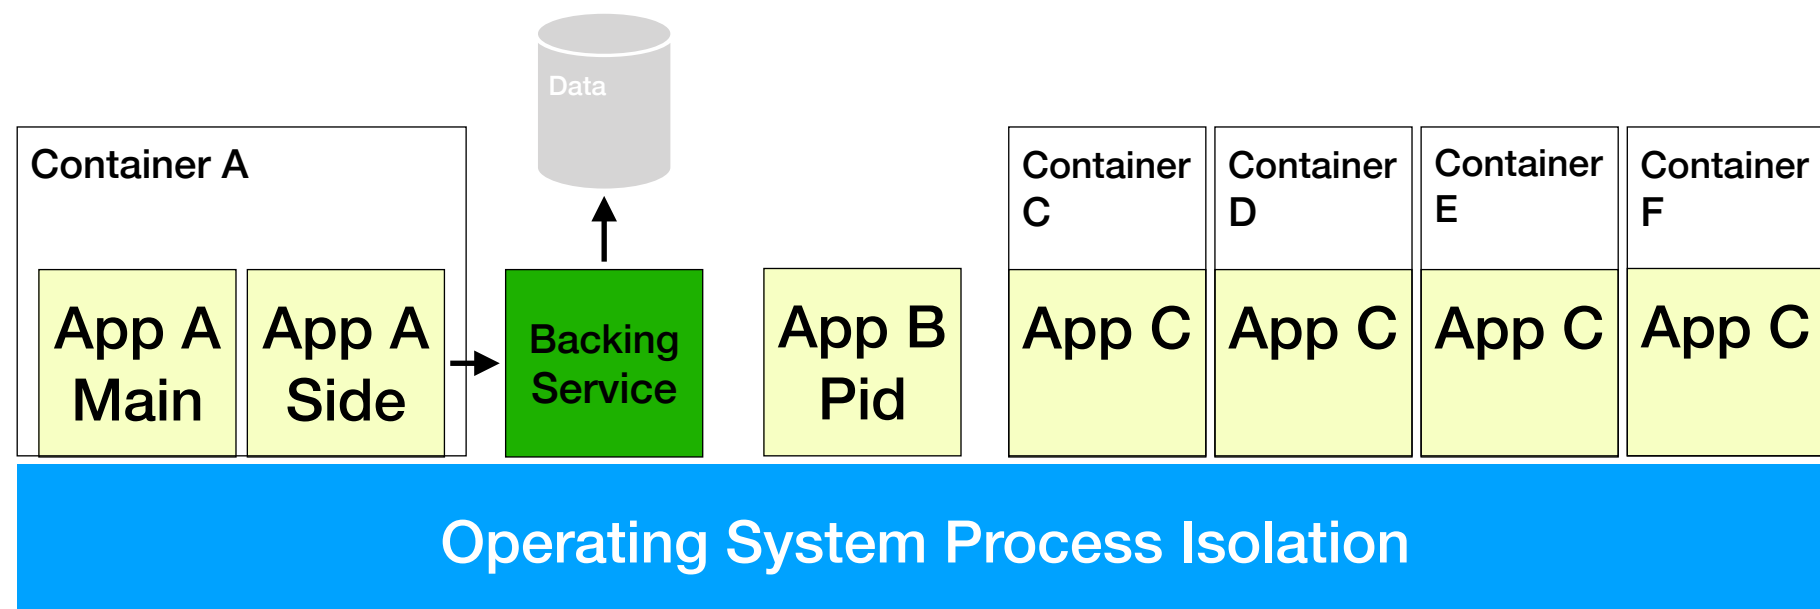 Data
Container A
Container
C
Container
D
Container
E
Container
F
App A
Main
App A
Side
Backing
Service
App B
Pid
App C
App C
App C
App C
Operating System Process Isolation